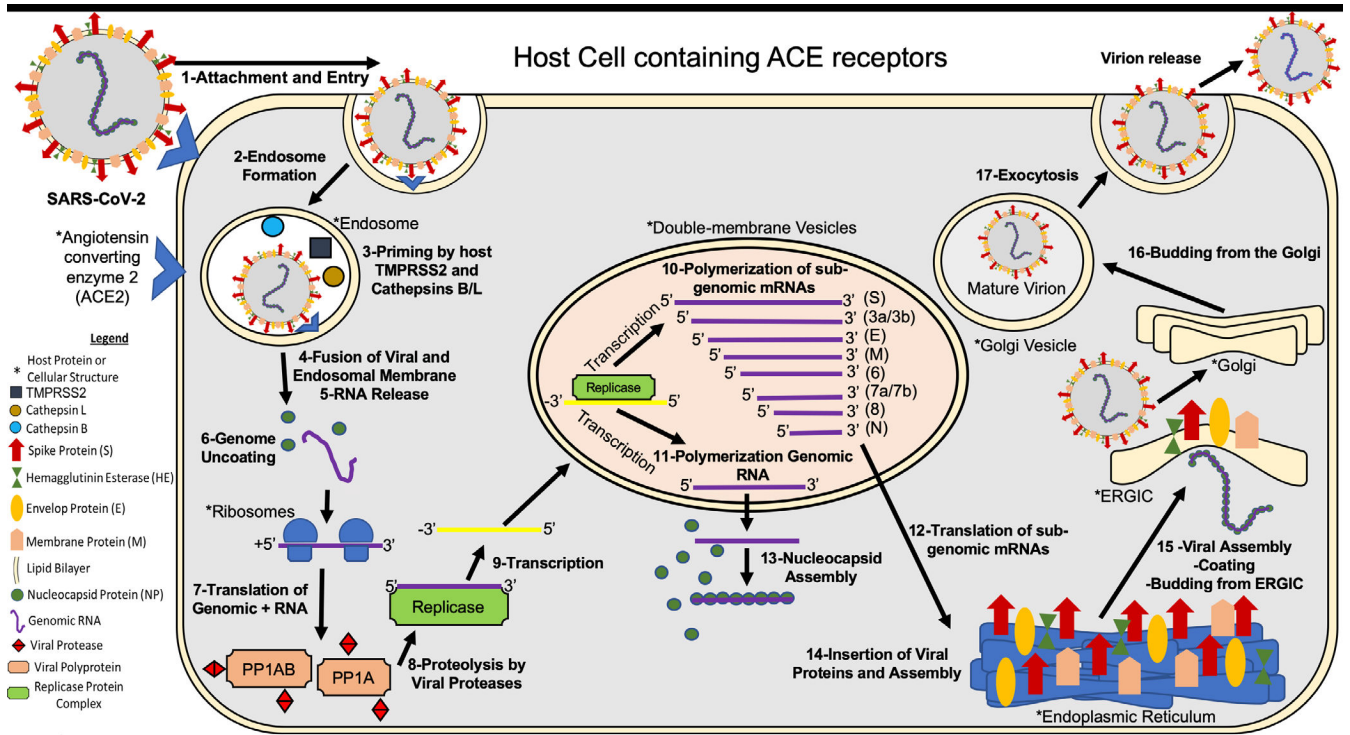 Host Cell containing ACE receptors
1-Attachment and Entry
Virion release
SARS-CoV-2
*Angiotensin
converting
enzyme 2
(ACE2)
2-Endosome
Formation
*Endosome
3-Priming by host
TMPRSS2 and
Cathepsins B/L
4-Fusion of Viral and
Endosomal Membrane
5-RNA Release
6-Genome
Uncoating
*Ribosomes
+5’
3’
7-Translation of
Genomic + RNA
PP1AB
PP1A
8-Proteolysis by
Viral Proteases
5’
3’
Replicase
9-Transcription
-3’
5’
*Double-membrane Vesicles
10-Polymerization of sub-
genomic mRNAs
5’ 3’ (S)
5’ 3’ (3a/3b)
5’ 3’ (E)
5’ 3’ (M)
5’ 3’ (6)
5’ 3’ (7a/7b)
5’ 3’ (8)
5’ 3’ (N)
Transcription
Replicase
-3’
5’
Transcription
11-Polymerization Genomic
RNA
5’
3’
12-Translation of sub-
genomic mRNAs
13-Nucleocapsid
Assembly
14-Insertion of Viral
Proteins and Assembly
*Endoplasmic Reticulum
15 -Viral Assembly
-Coating
-Budding from ERGIC
*ERGIC
*Golgi
16-Budding from the Golgi
Mature Virion
*Golgi Vesicle
17-Exocytosis
Legend
* Host Protein or
Cellular Structure
TMPRSS2
Cathepsin L
Cathepsin B
Spike Protein (S)
Hemagglutinin Esterase (HE)
Envelop Protein (E)
Membrane Protein (M)
Lipid Bilayer
Nucleocapsid Protein (NP)
Genomic RNA
Viral Protease
Viral Polyprotein
Replicase Protein
Complex